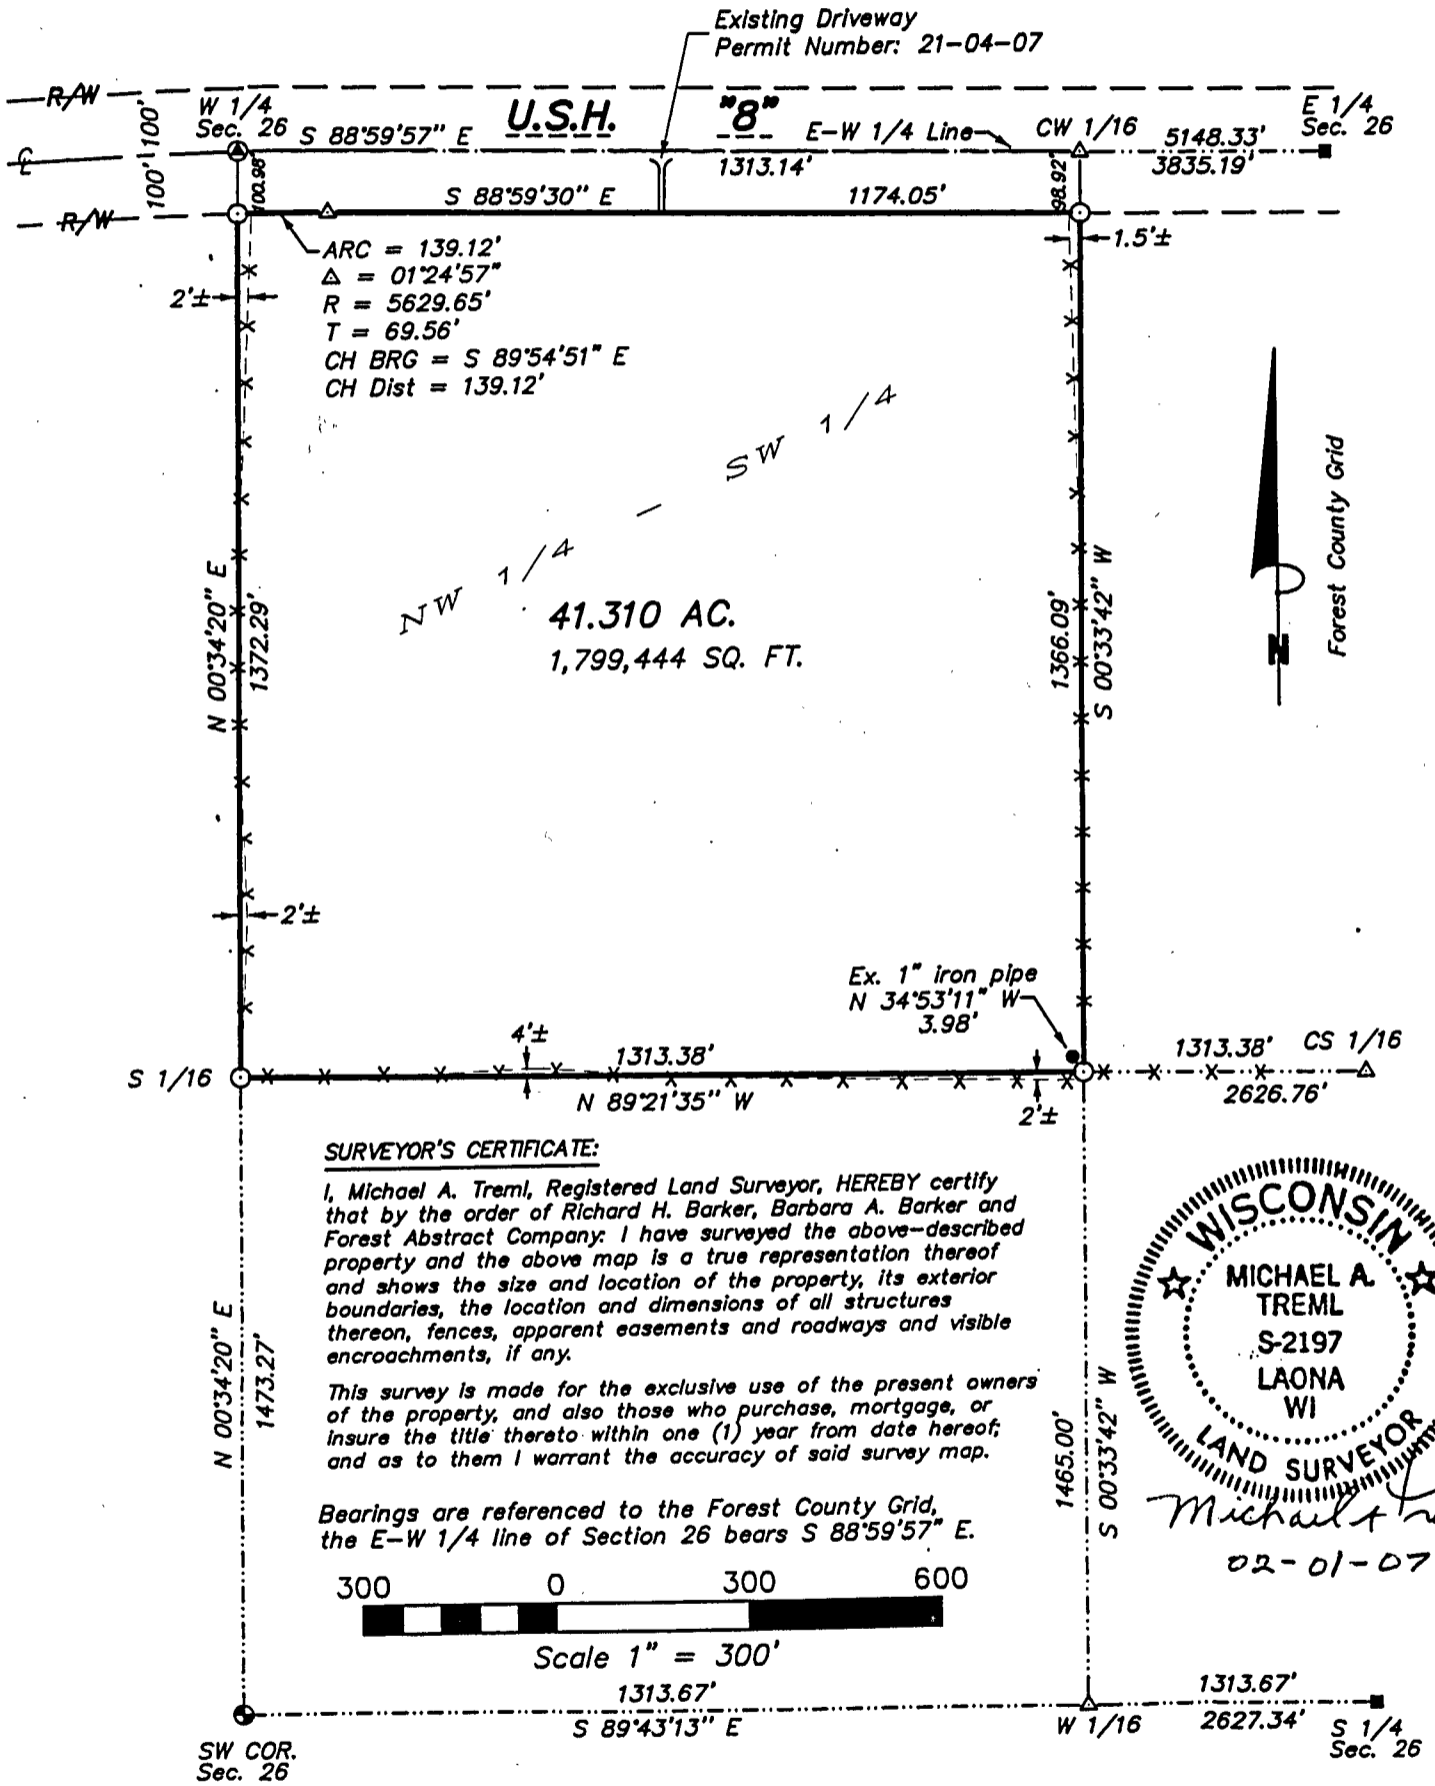 Existing Driveway
Permit Number: 21-04-07
R/W
W 1/4
Sec. 26
U.S.H. "8"
E 1/4
Sec. 26
100'
100'
S 88°59'57" E
E-W 1/4 Line
CW 1/16
5148.33'
1313.14'
3835.19'
100.98'
98.92'
R/W
S 88°59'30" E
1174.05'
1.5'±
ARC = 139.12'
Δ = 01°24'57"
R = 5629.65'
T = 69.56'
CH BRG = S 89°54'51" E
CH Dist = 139.12'
2'±
NW 1/4 — SW 1/4
Forest County Grid
N
N 00°34'20" E
1372.29'
41.310 AC.
1,799,444 SQ. FT.
1366.09'
S 00°33'42" W
2'±
Ex. 1" iron pipe
N 34°53'11" W
3.98'
4'±
1313.38'
1313.38'
CS 1/16
S 1/16
N 89°21'35" W
2'±
2626.76'
SURVEYOR'S CERTIFICATE:
I, Michael A. Treml, Registered Land Surveyor, HEREBY certify
that by the order of Richard H. Barker, Barbara A. Barker and
Forest Abstract Company: I have surveyed the above-described
property and the above map is a true representation thereof
and shows the size and location of the property, its exterior
boundaries, the location and dimensions of all structures
thereon, fences, apparent easements and roadways and visible
encroachments, if any.
This survey is made for the exclusive use of the present owners
of the property, and also those who purchase, mortgage, or
insure the title thereto within one (1) year from date hereof;
and as to them I warrant the accuracy of said survey map.
Bearings are referenced to the Forest County Grid,
the E-W 1/4 line of Section 26 bears S 88°59'57" E.
N 00°34'20" E
1473.27'
1465.00'
S 00°33'42" W
WISCONSIN
MICHAEL A.
TREML
S-2197
LAONA
WI
LAND SURVEYOR
Michael A
02-01-07
300 0 300 600
Scale 1" = 300'
1313.67'
S 89°43'13" E
1313.67'
W 1/16
2627.34'
S 1/4
Sec. 26
SW COR.
Sec. 26